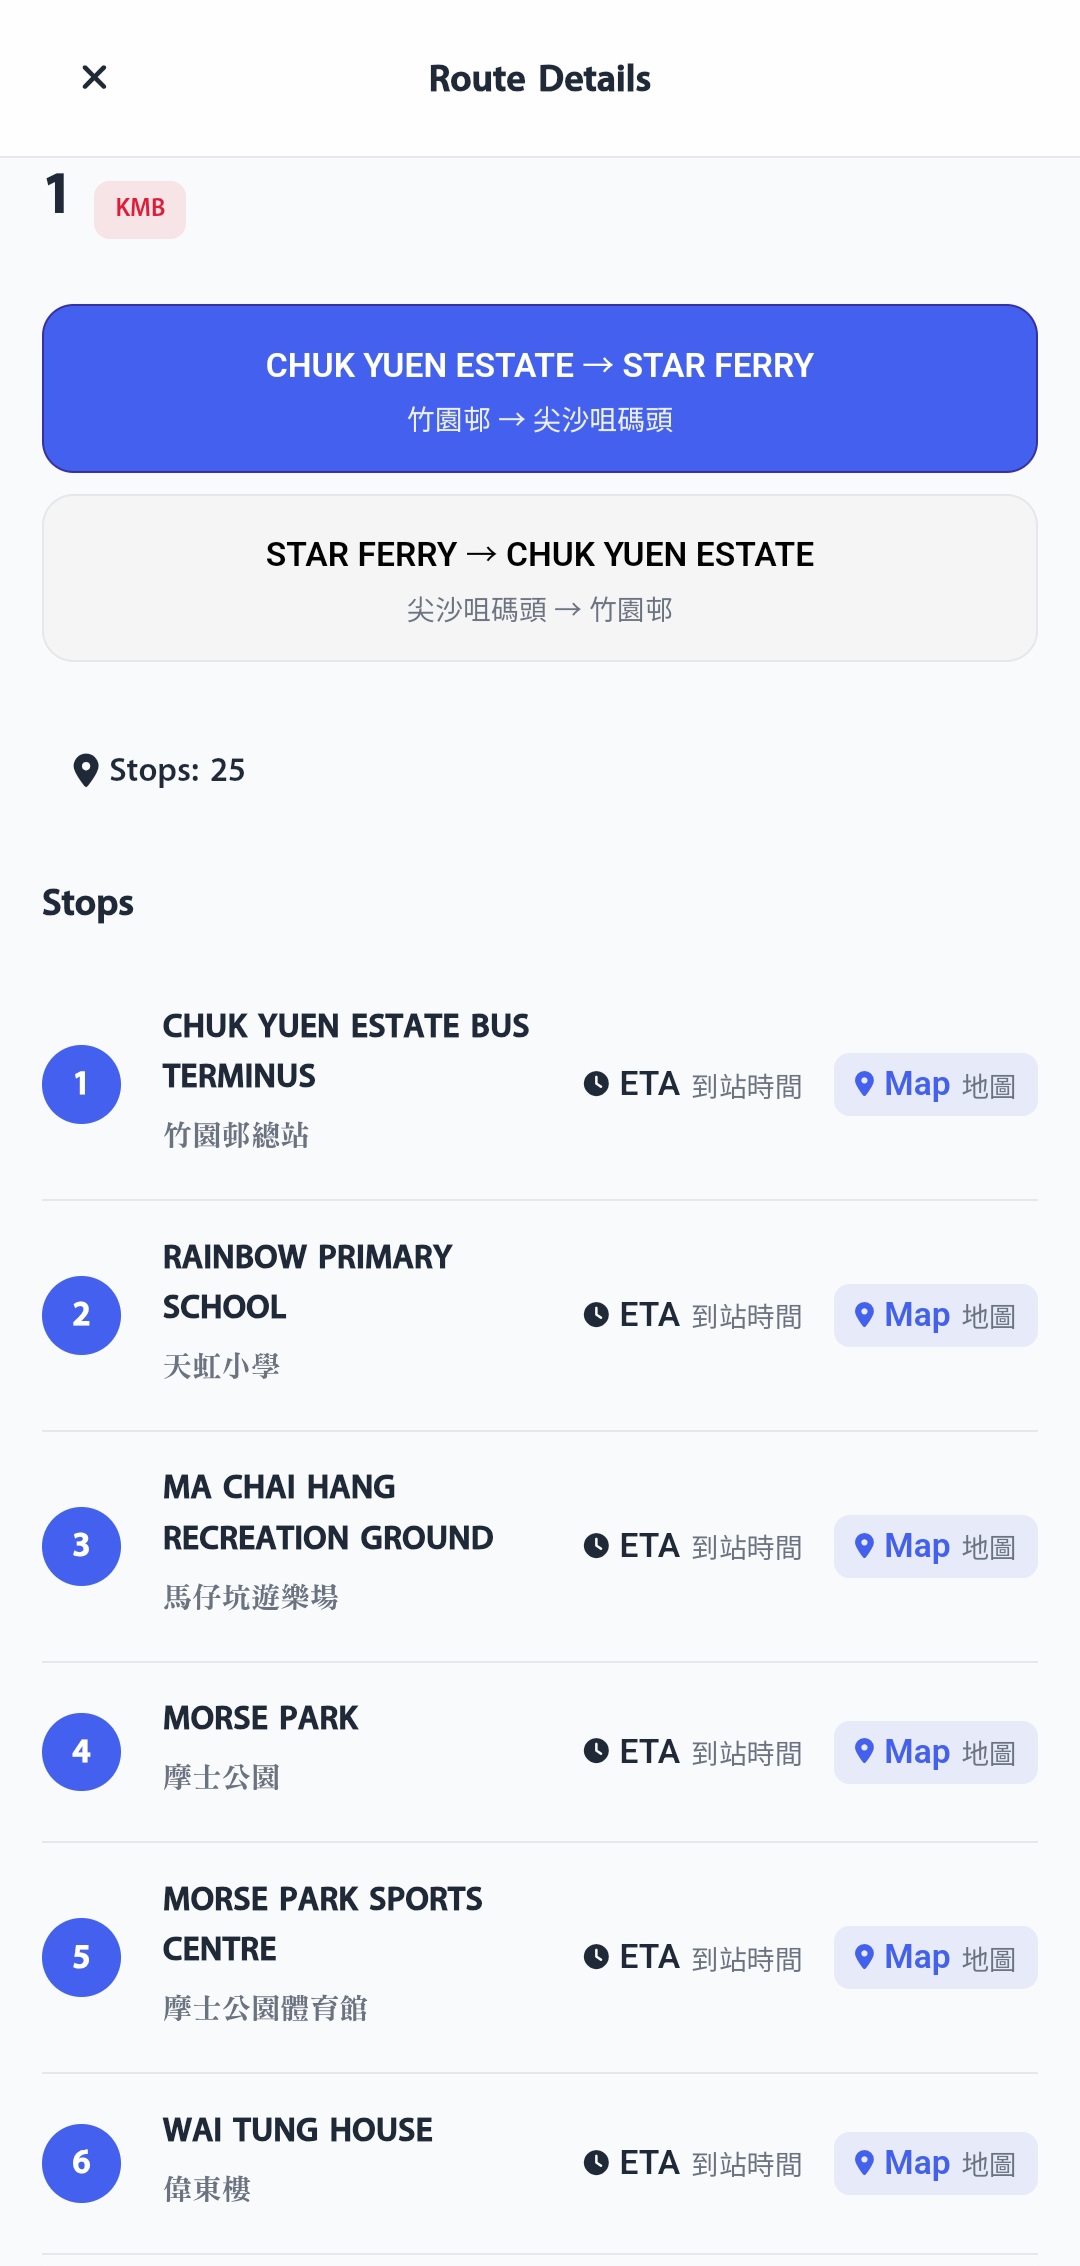 Route Details
1 KMB
CHUK YUEN ESTATE → STAR FERRY
竹園邨 → 尖沙咀碼頭
STAR FERRY → CHUK YUEN ESTATE
尖沙咀碼頭 → 竹園邨
Stops: 25
Stops
1
CHUK YUEN ESTATE BUS
TERMINUS
竹園邨總站
ETA 到站時間
Map 地圖
2
RAINBOW PRIMARY
SCHOOL
天虹小學
ETA 到站時間
Map 地圖
3
MA CHAI HANG
RECREATION GROUND
馬仔坑遊樂場
ETA 到站時間
Map 地圖
4
MORSE PARK
摩士公園
ETA 到站時間
Map 地圖
5
MORSE PARK SPORTS
CENTRE
摩士公園體育館
ETA 到站時間
Map 地圖
6
WAI TUNG HOUSE
偉東樓
ETA 到站時間
Map 地圖